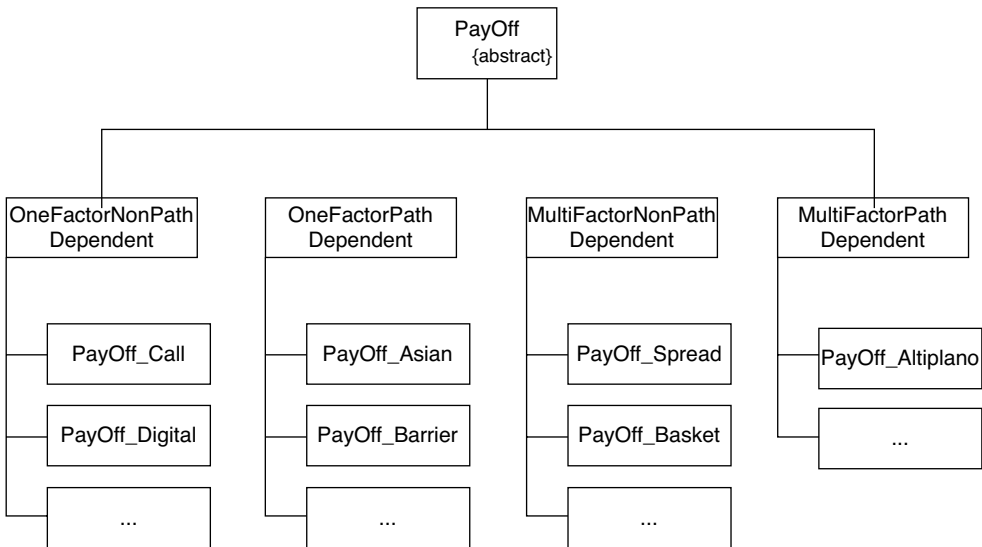 PayOff
{abstract}
OneFactorNonPath
Dependent
OneFactorPath
Dependent
MultiFactorNonPath
Dependent
MultiFactorPath
Dependent
PayOff_Call
PayOff_Asian
PayOff_Spread
PayOff_Altiplano
PayOff_Digital
PayOff_Barrier
PayOff_Basket
...
...
...
...